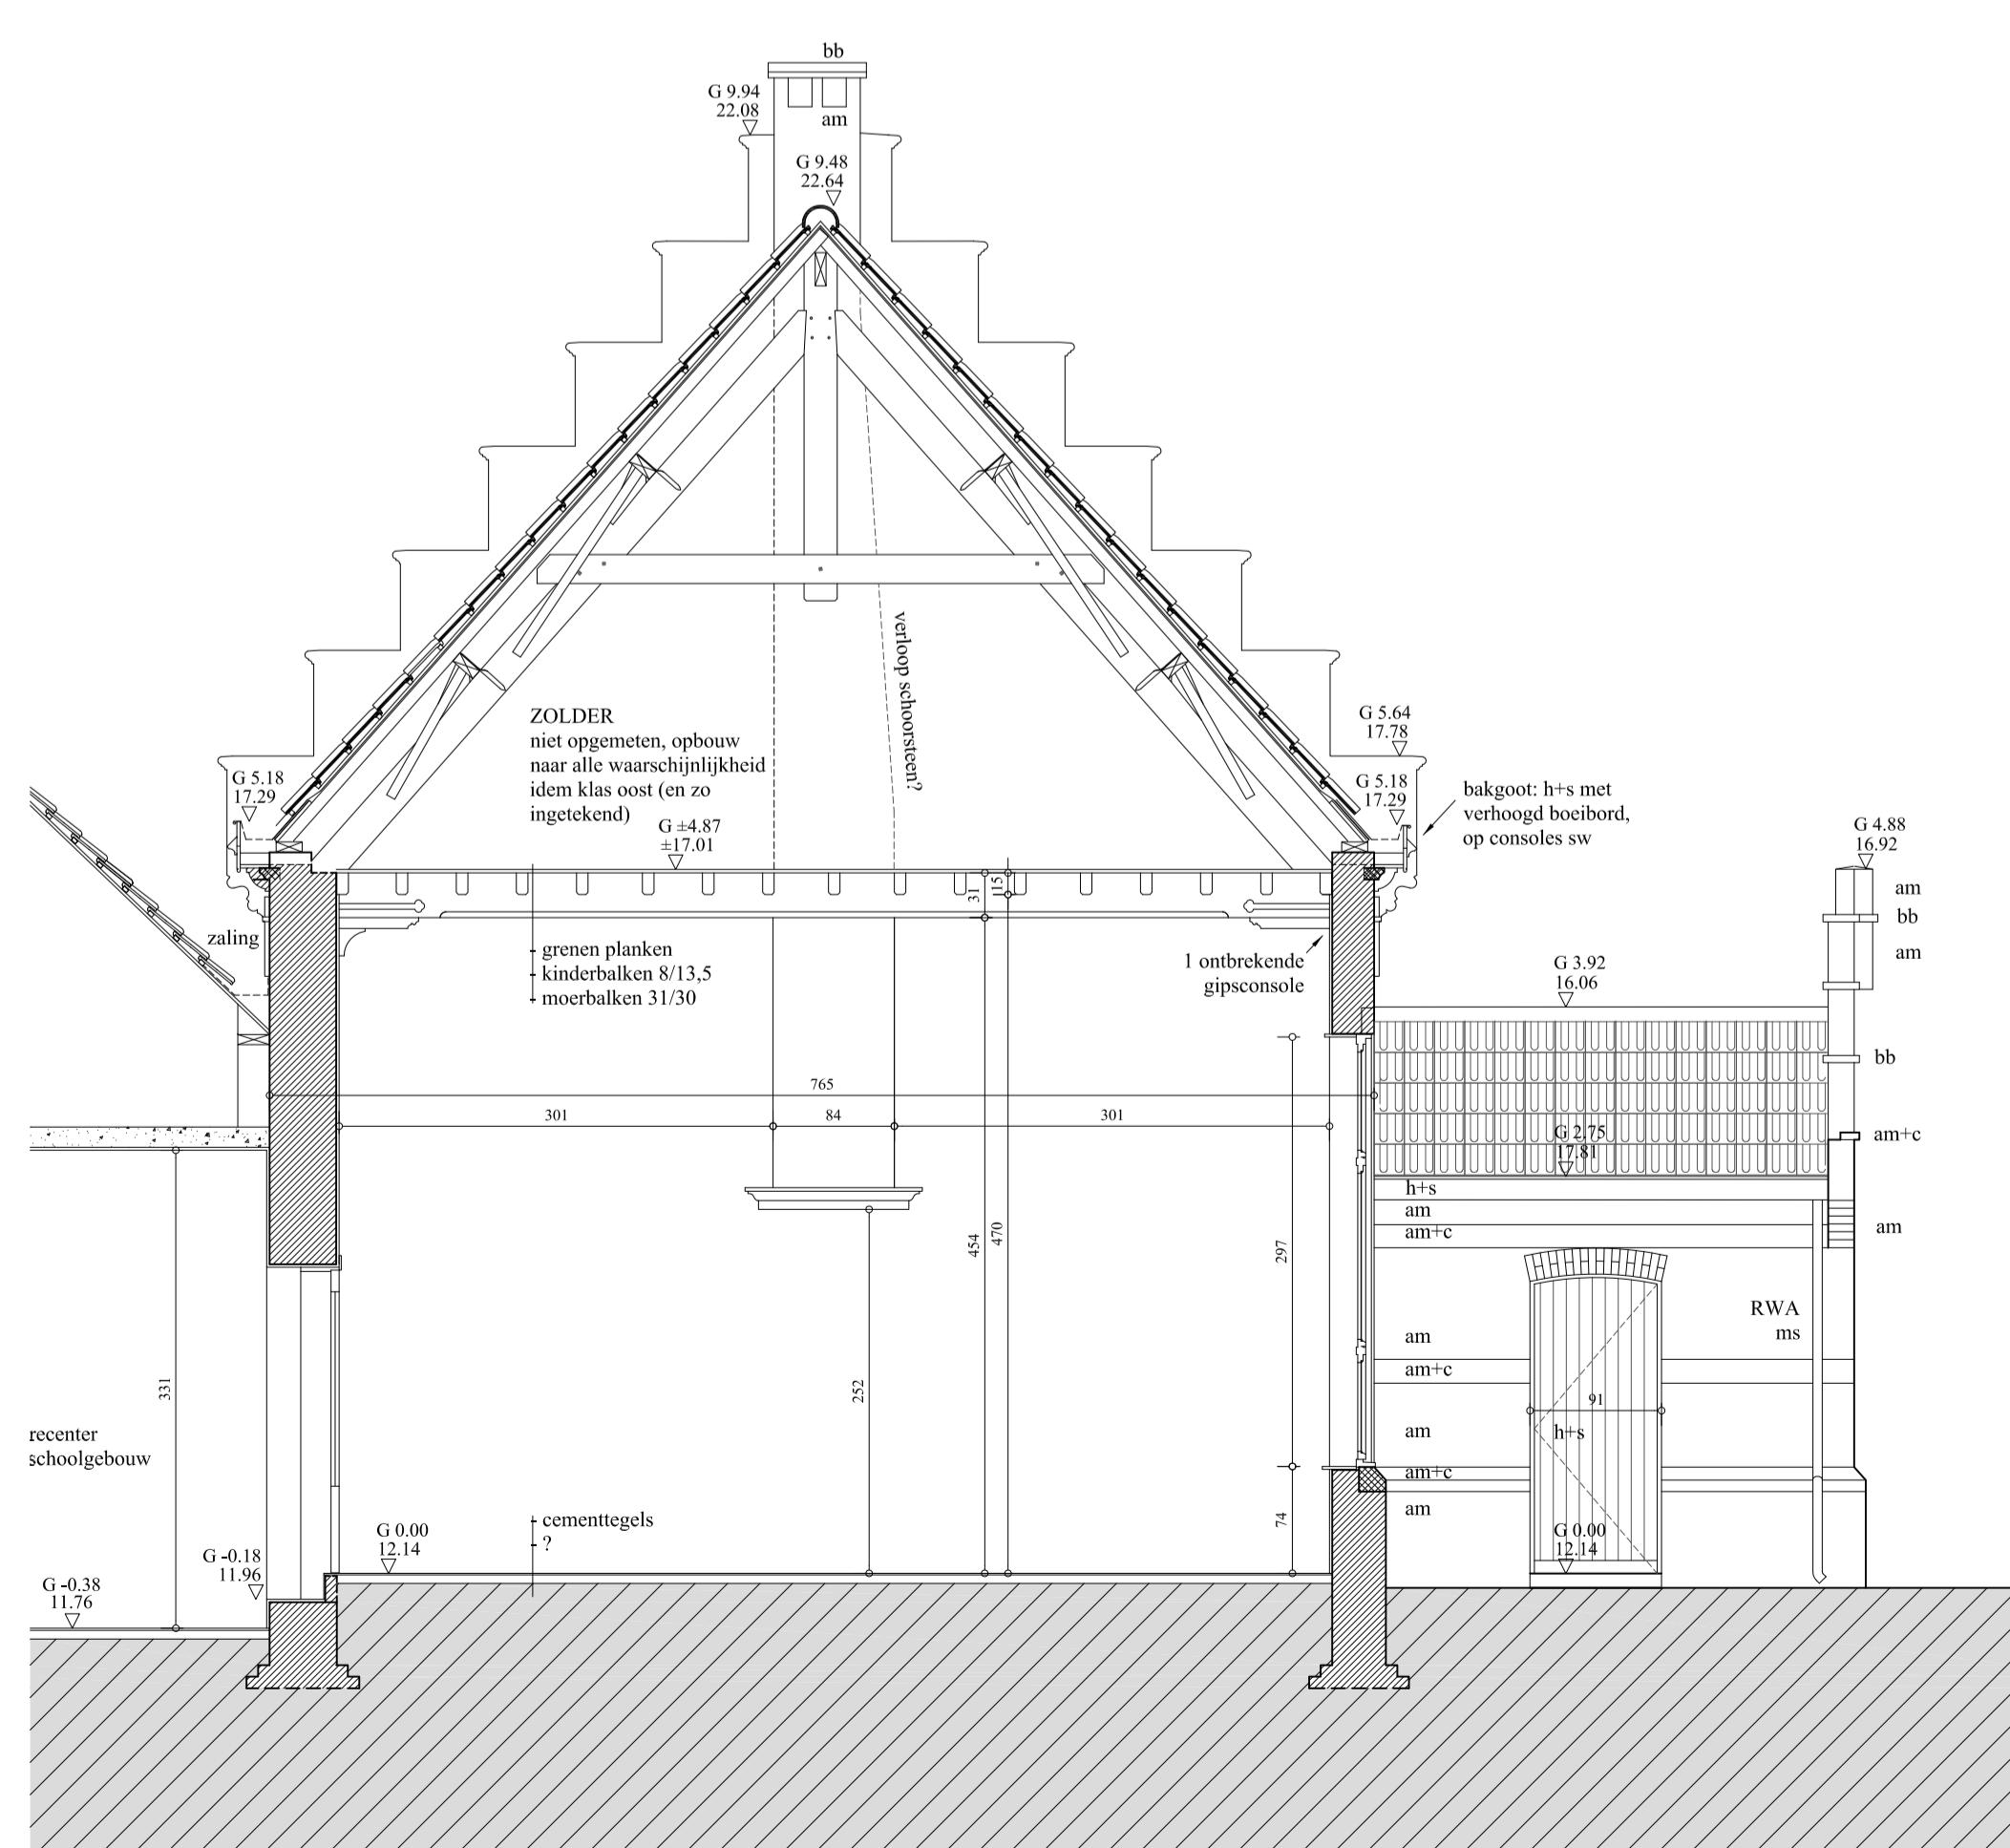 bb
G 9.94
22.08
am
G 9.48
22.64
verloop schoorsteen?
ZOLDER
niet opgemeten, opbouw
naar alle waarschijnlijkheid
idem klas oost (en zo
ingetekend)
G ±4.87
±17.01
G 5.18
17.29
G 5.64
17.78
G 5.18
17.29
bakgoot: h+s met
verhoogd boeibord,
op consoles sw
G 4.88
16.92
am
bb
am
zaling
31
15
- grenen planken
- kinderbalken 8/13,5
- moerbalken 31/30
1 ontbrekende
gipsconsole
G 3.92
16.06
bb
765
301
84
301
am+c
G 2.75
17.81
h+s
am
am+c
am
454
470
297
252
331
RWA
ms
am
am+c
91
am
h+s
am+c
am
recenter
schoolgebouw
74
- cementtegels
- ?
G 0.00
12.14
G 0.00
12.14
G -0.18
11.96
G -0.38
11.76